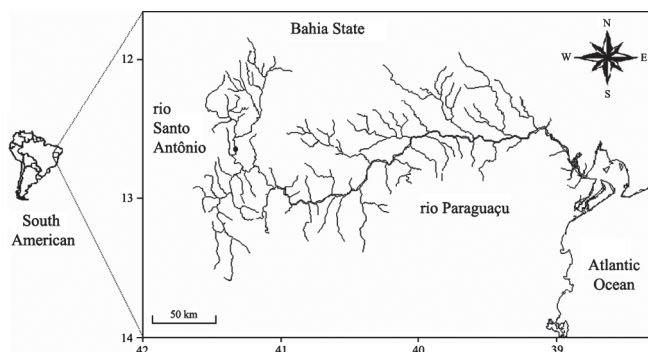 Bahia State
N
W
E
S
12
rio
Santo
Antônio
13
rio Paraguaçu
South
American
Atlantic
Ocean
50 km
14
42
41
40
39